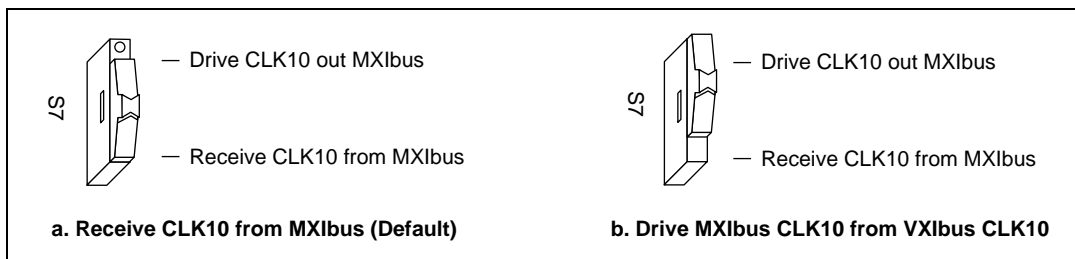 S7
Drive CLK10 out MXIbus
Receive CLK10 from MXIbus
a. Receive CLK10 from MXIbus (Default)
S7
Drive CLK10 out MXIbus
Receive CLK10 from MXIbus
b. Drive MXIbus CLK10 from VXIbus CLK10